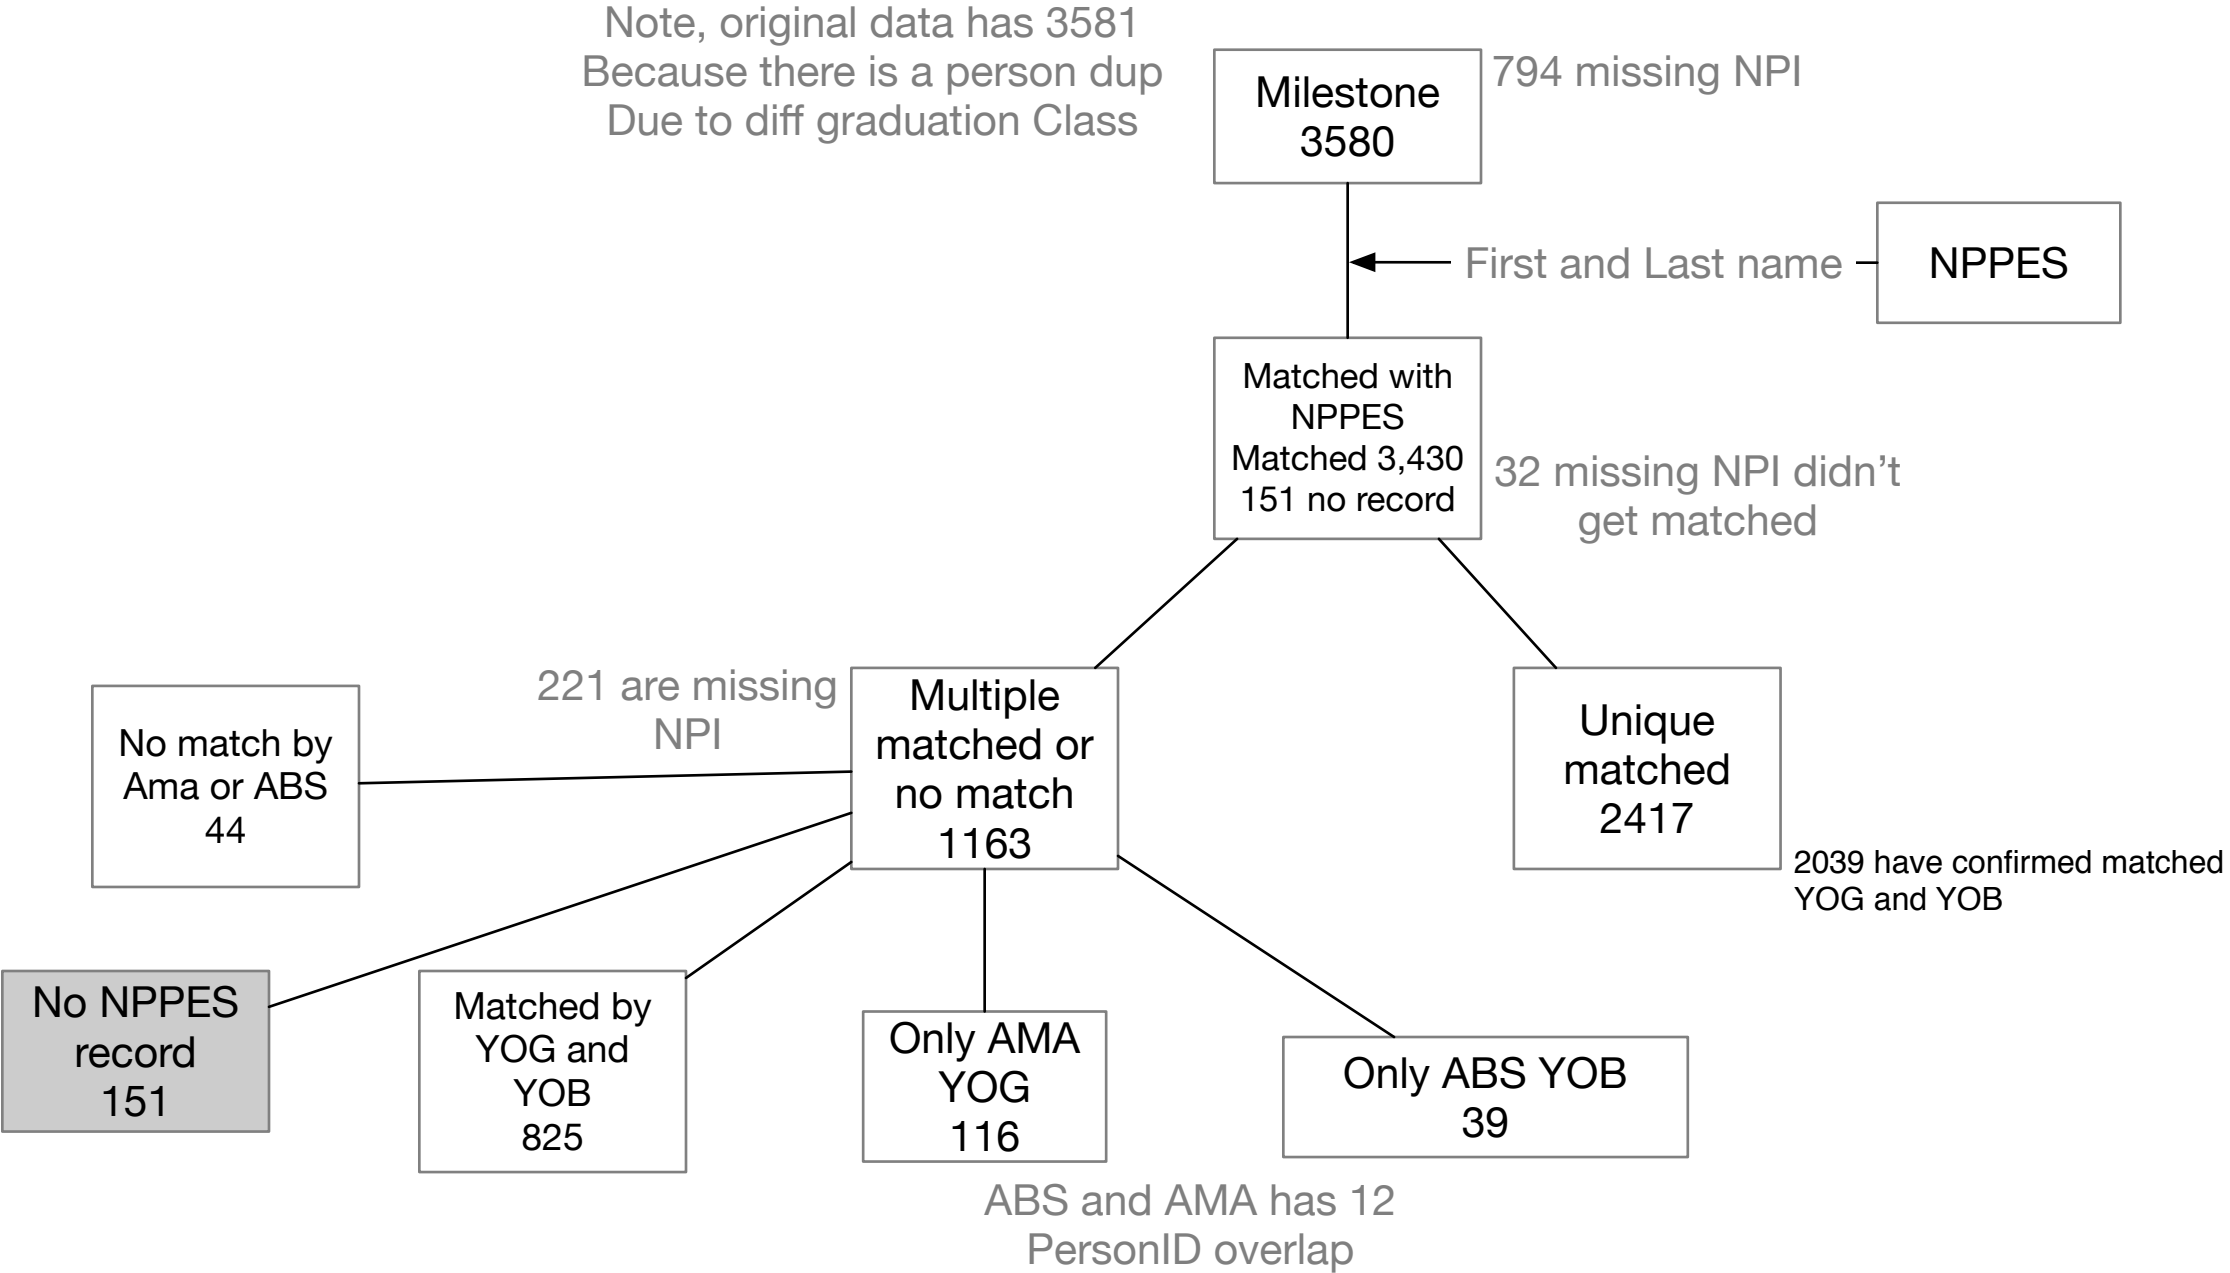 Note, original data has 3581
Because there is a person dup
Due to diff graduation Class
Milestone
3580
794 missing NPI
First and Last name
NPPES
Matched with
NPPES
Matched 3,430
151 no record
32 missing NPI didn’t
get matched
221 are missing
NPI
No match by
Ama or ABS
44
Multiple
matched or
no match
1163
Unique
matched
2417
2039 have confirmed matched
YOG and YOB
No NPPES
record
151
Matched by
YOG and
YOB
825
Only AMA
YOG
116
Only ABS YOB
39
ABS and AMA has 12
PersonID overlap